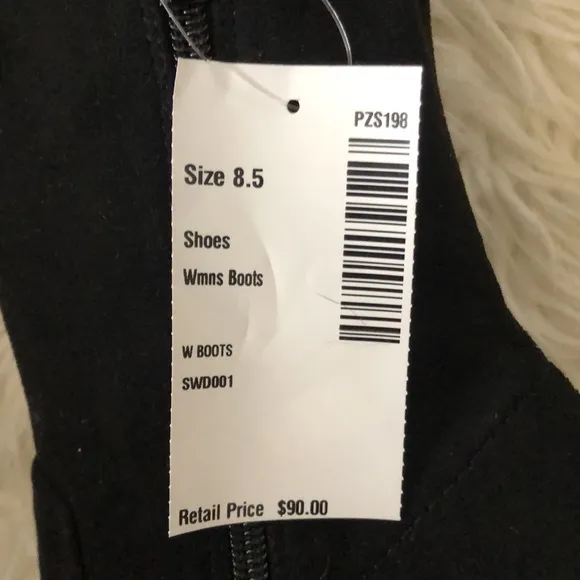 PZS198
Size 8.5
Shoes
Wmns Boots
W BOOTS
SWD001
Retail Price $90.00